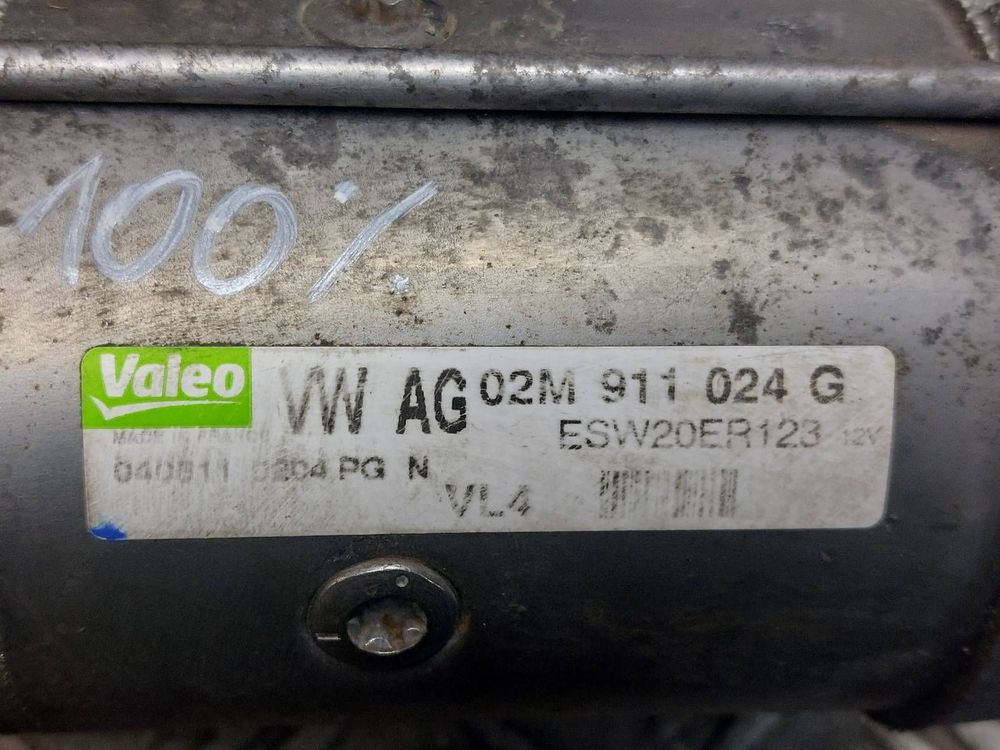 100%
Valeo VW AG 02M 911 024 G
MADE IN FRANCE ESW20ER123 12V
PG N
VL4